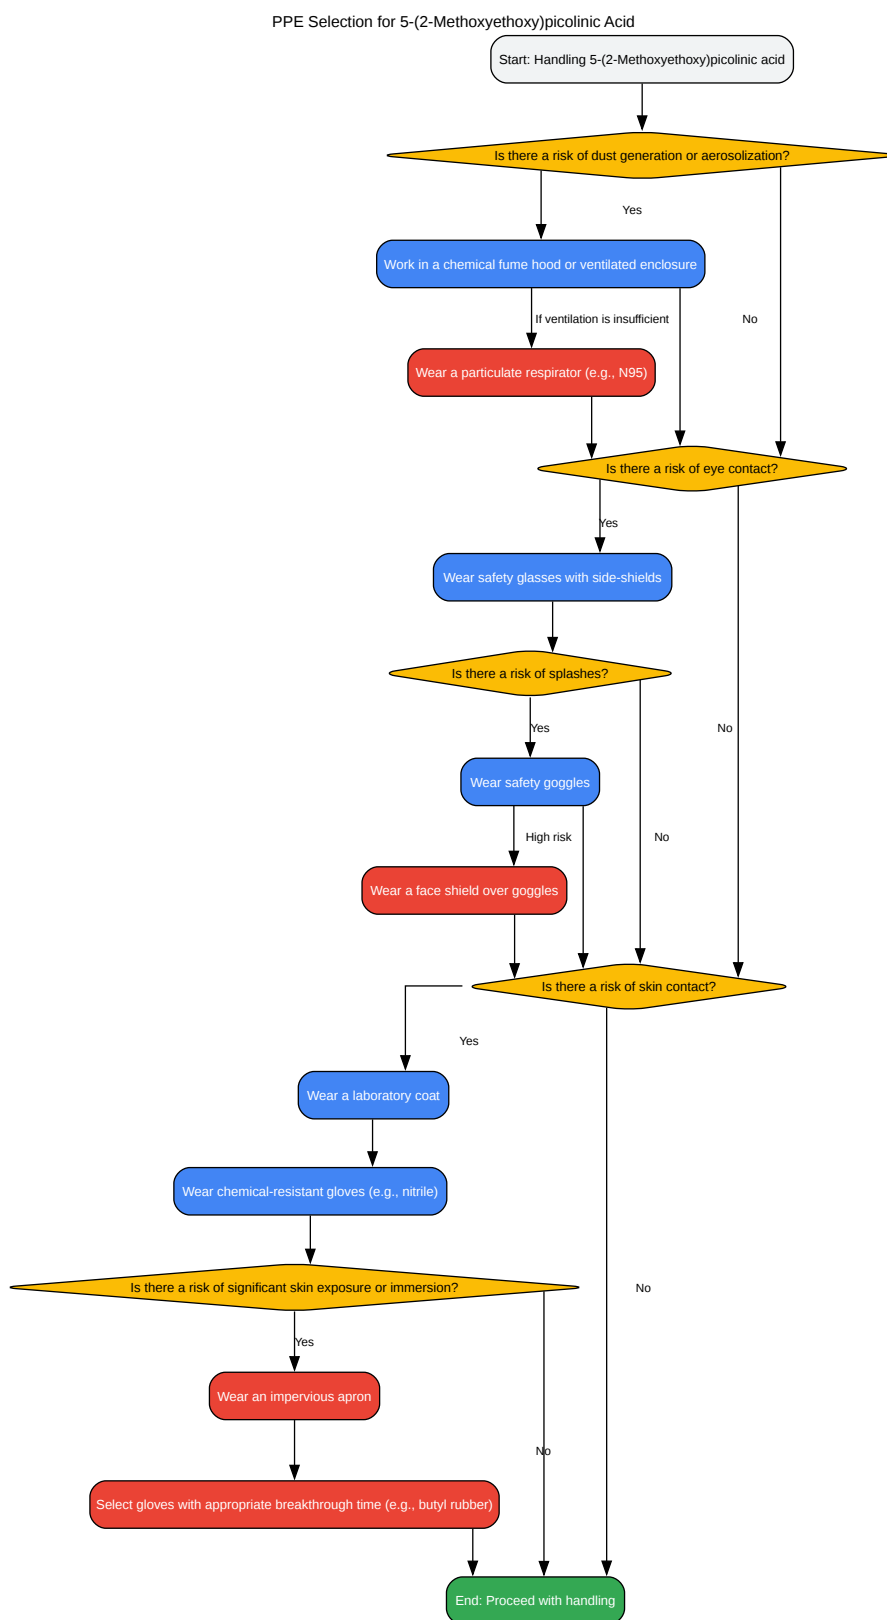 PPE Selection for 5-(2-Methoxyethoxy)picolinic Acid
Start: Handling 5-(2-Methoxyethoxy)picolinic acid
Is there a risk of dust generation or aerosolization?
Yes
Work in a chemical fume hood or ventilated enclosure
If ventilation is insufficient
No
Wear a particulate respirator (e.g., N95)
Is there a risk of eye contact?
Yes
Wear safety glasses with side-shields
Is there a risk of splashes?
Yes
No
Wear safety goggles
High risk
No
Wear a face shield over goggles
Is there a risk of skin contact?
Yes
Wear a laboratory coat
Wear chemical-resistant gloves (e.g., nitrile)
Is there a risk of significant skin exposure or immersion?
No
Yes
Wear an impervious apron
No
Select gloves with appropriate breakthrough time (e.g., butyl rubber)
End: Proceed with handling